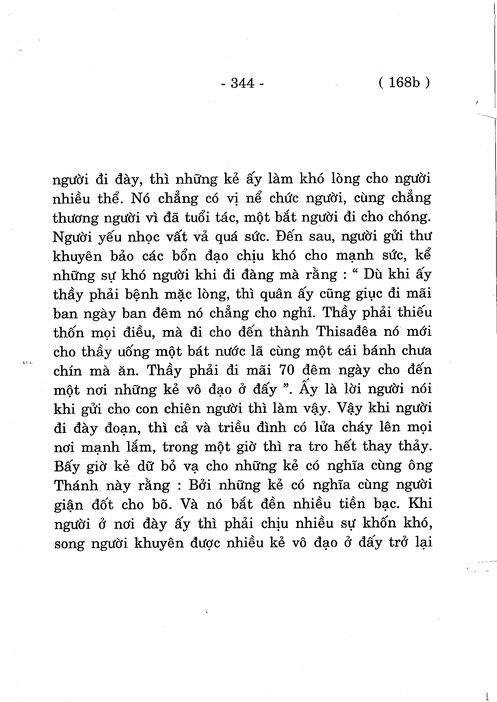 - 344 - ( 168b )
người đi đày, thì những kẻ ấy làm khó lòng cho người
nhiều thể. Nó chẳng có vị nể chức người, cùng chẳng
thương người vì đã tuổi tác, một bắt người đi cho chóng.
Người yếu nhọc vất vả quá sức. Đến sau, người gửi thư
khuyên bảo các bổn đạo chịu khó cho mạnh sức, kể
những sự khó người khi đi đàng mà rằng : “ Dù khi ấy
thầy phải bệnh mặc lòng, thì quân ấy cũng giục đi mãi
ban ngày ban đêm nó chẳng cho nghỉ. Thầy phải thiếu
thốn mọi điều, mà đi cho đến thành Thisađêa nó mới
cho thầy uống một bát nước lã cùng một cái bánh chưa
chín mà ăn. Thầy phải đi mãi 70 đêm ngày cho đến
một nơi những kẻ vô đạo ở đấy ”. Ấy là lời người nói
khi gửi cho con chiên người thì làm vậy. Vậy khi người
đi đày đoạn, thì cả và triều đình có lửa cháy lên mọi
nơi mạnh lắm, trong một giờ thì ra tro hết thay thảy.
Bấy giờ kẻ dữ bỏ vạ cho những kẻ có nghĩa cùng ông
Thánh này rằng : Bởi những kẻ có nghĩa cùng người
giận đốt cho bõ. Và nó bắt đền nhiều tiền bạc. Khi
người ở nơi đày ấy thì phải chịu nhiều sự khốn khó,
song người khuyên được nhiều kẻ vô đạo ở đấy trở lại